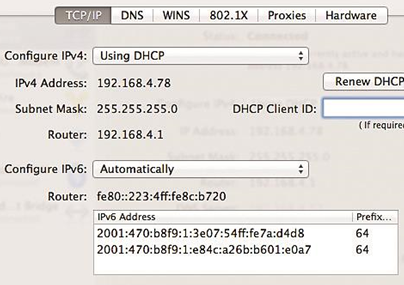 TCP/IP DNS WINS 802.1X Proxies Hardware
Configure IPv4: Using DHCP
IPv4 Address: 192.168.4.78 Renew DHCP
Subnet Mask: 255.255.255.0 DHCP Client ID:
Router: 192.168.4.1 ( If required
Configure IPv6: Automatically
Router: fe80::223:4ff:fe8c:b720
IPv6 Address Prefix...
2001:470:b8f9:1:3e07:54ff:fe7a:d4d8 64
2001:470:b8f9:1:e84c:a26b:b601:e0a7 64